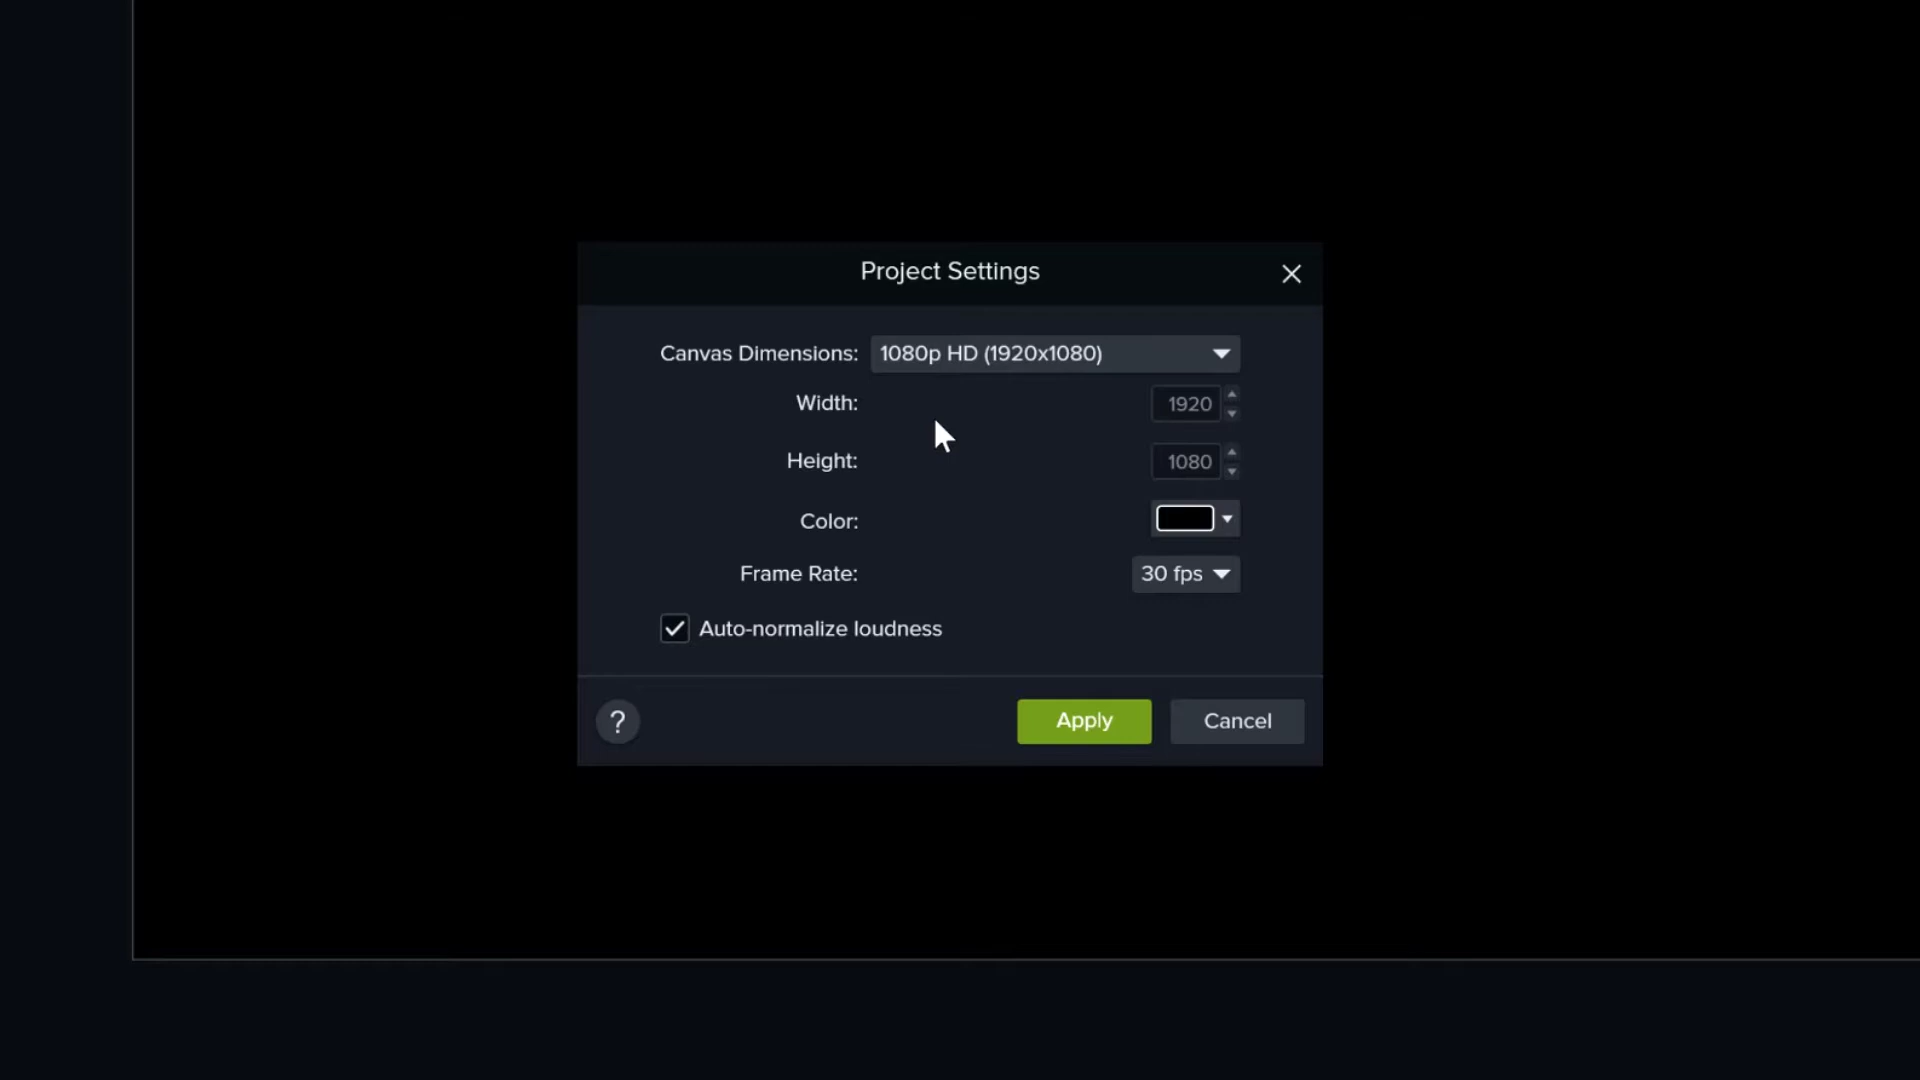 Project Settings
Canvas Dimensions: 1080p HD (1920x1080)
Width: 1920
Height: 1080
Color:
Frame Rate: 30 fps
Auto-normalize loudness
? Apply Cancel